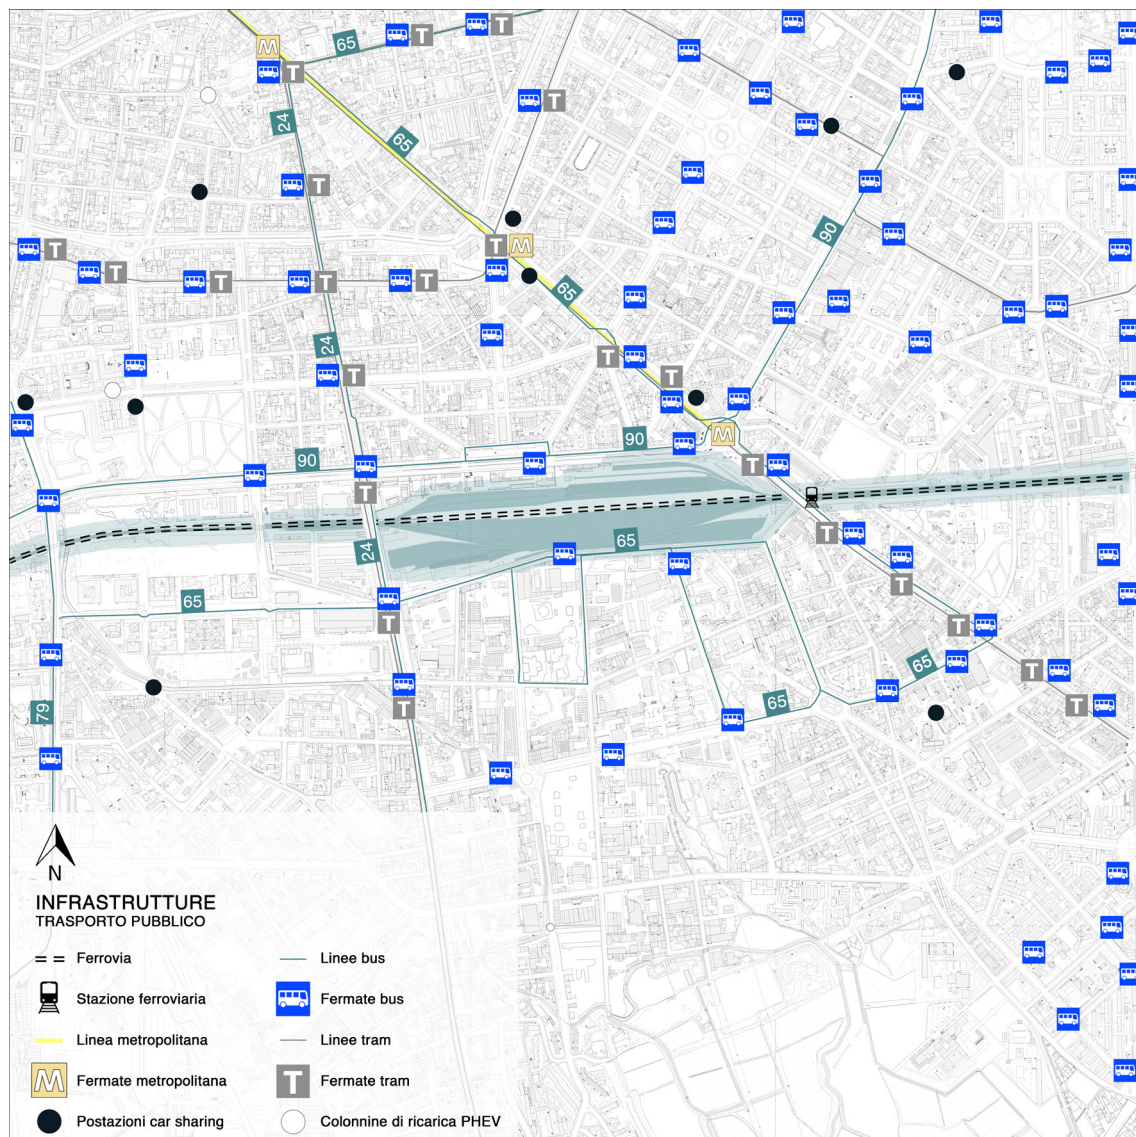 M
T
65
T
T
24
65
T
T
T
90
T
M
T
T
T
T
T
65
24
T
T
T
M
90
90
T
T
24
65
T
65
T
T
T
65
T
65
T
79
T
T
N
INFRASTRUTTURE
TRASPORTO PUBBLICO
Ferrovia
Linee bus
Stazione ferroviaria
Fermate bus
Linea metropolitana
Linee tram
M
Fermate metropolitana
T
Fermate tram
Postazioni car sharing
Colonnine di ricarica PHEV